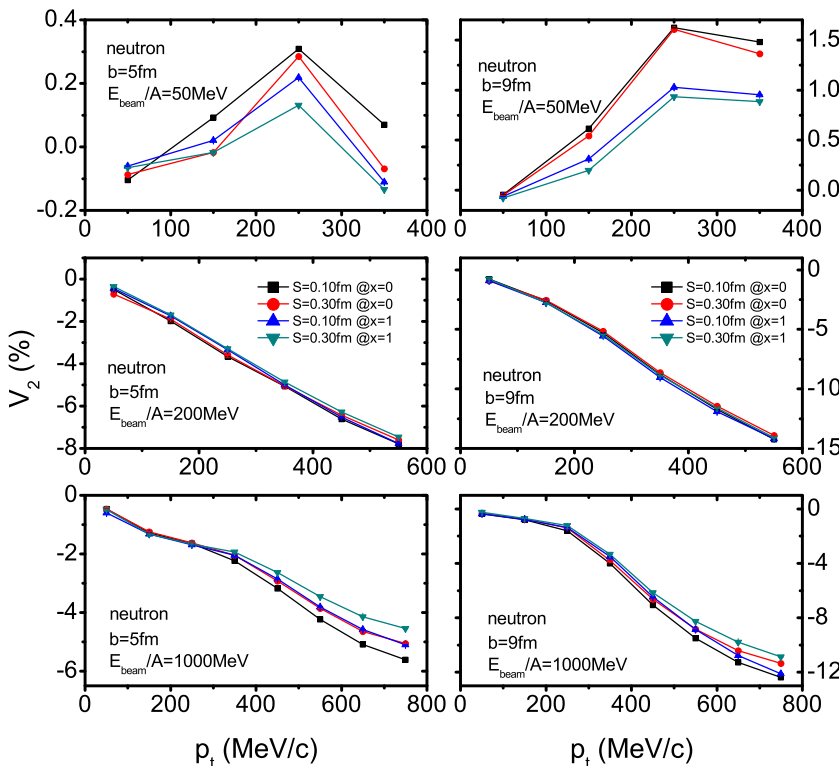 neutron
b=5fm
E_beam/A=50MeV
0.4
0.2
0.0
-0.2
0 100 200 300 400
neutron
b=9fm
E_beam/A=50MeV
1.5
1.0
0.5
0.0
0 100 200 300 400
V_2 (%)
0
-2
-4
-6
-8
S=0.10fm @x=0
S=0.30fm @x=0
S=0.10fm @x=1
S=0.30fm @x=1
neutron
b=5fm
E_beam/A=200MeV
0 200 400 600
S=0.10fm @x=0
S=0.30fm @x=0
S=0.10fm @x=1
S=0.30fm @x=1
neutron
b=9fm
E_beam/A=200MeV
0
-5
-10
-15
0 200 400 600
0
-2
-4
-6
neutron
b=5fm
E_beam/A=1000MeV
0 200 400 600 800
p_t (MeV/c)
neutron
b=9fm
E_beam/A=1000MeV
0
-4
-8
-12
0 200 400 600 800
p_t (MeV/c)